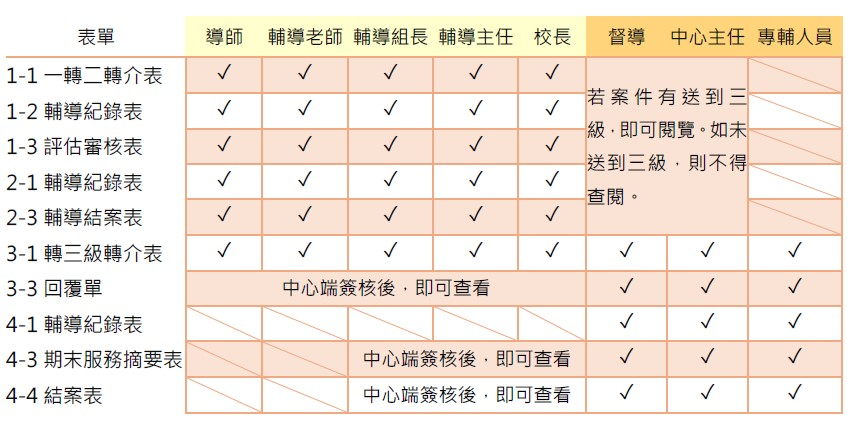 表單 導師 輔導老師 輔導組長 輔導主任 校長 督導 中心主任 專輔人員
1-1 一轉二轉介表 ✓ ✓ ✓ ✓ ✓
1-2 輔導紀錄表 ✓ ✓ ✓ ✓ ✓
1-3 評估審核表 ✓ ✓ ✓ ✓ ✓
2-1 輔導紀錄表 ✓ ✓ ✓ ✓ ✓
2-3 輔導結案表 ✓ ✓ ✓ ✓ ✓
若案件有送到三
級，即可閱覽。如未
送到三級，則不得
查閱。
3-1 轉三級轉介表 ✓ ✓ ✓ ✓ ✓ ✓ ✓ ✓
3-3 回覆單 中心端簽核後，即可查看 ✓ ✓ ✓
4-1 輔導紀錄表 ✓ ✓ ✓
4-3 期末服務摘要表 中心端簽核後，即可查看 ✓ ✓ ✓
4-4 結案表 中心端簽核後，即可查看 ✓ ✓ ✓